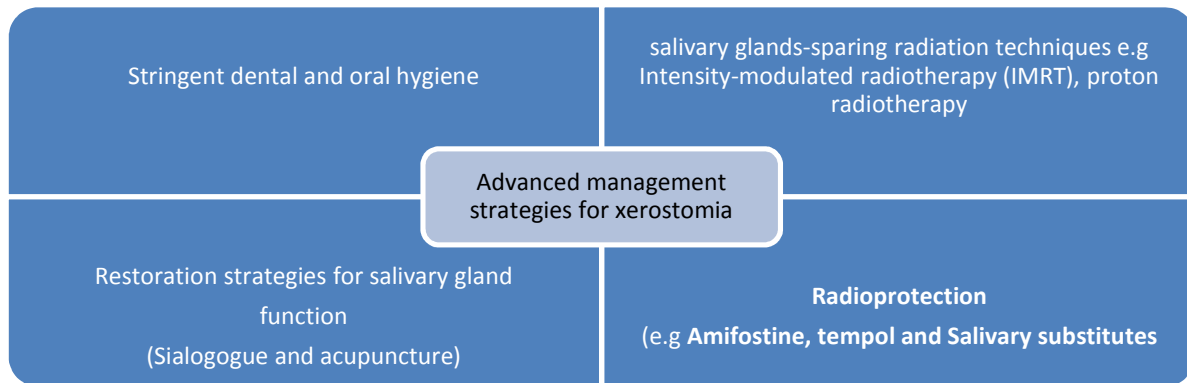 Stringent dental and oral hygiene
salivary glands-sparing radiation techniques e.g
Intensity-modulated radiotherapy (IMRT), proton
radiotherapy
Advanced management
strategies for xerostomia
Restoration strategies for salivary gland
function
(Sialogogue and acupuncture)
Radioprotection
(e.g Amifostine, tempol and Salivary substitutes